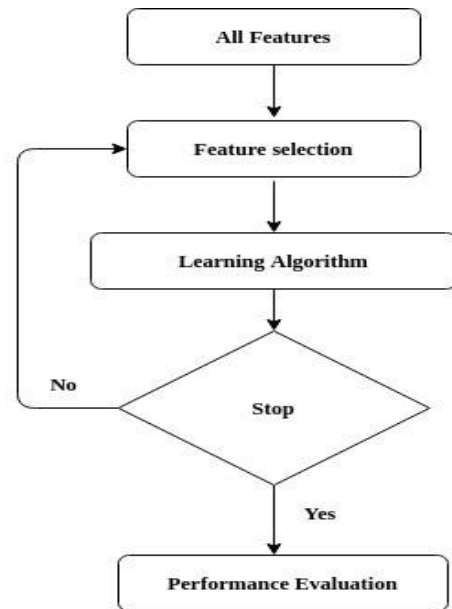 All Features
Feature selection
Learning Algorithm
No
Stop
Yes
Performance Evaluation